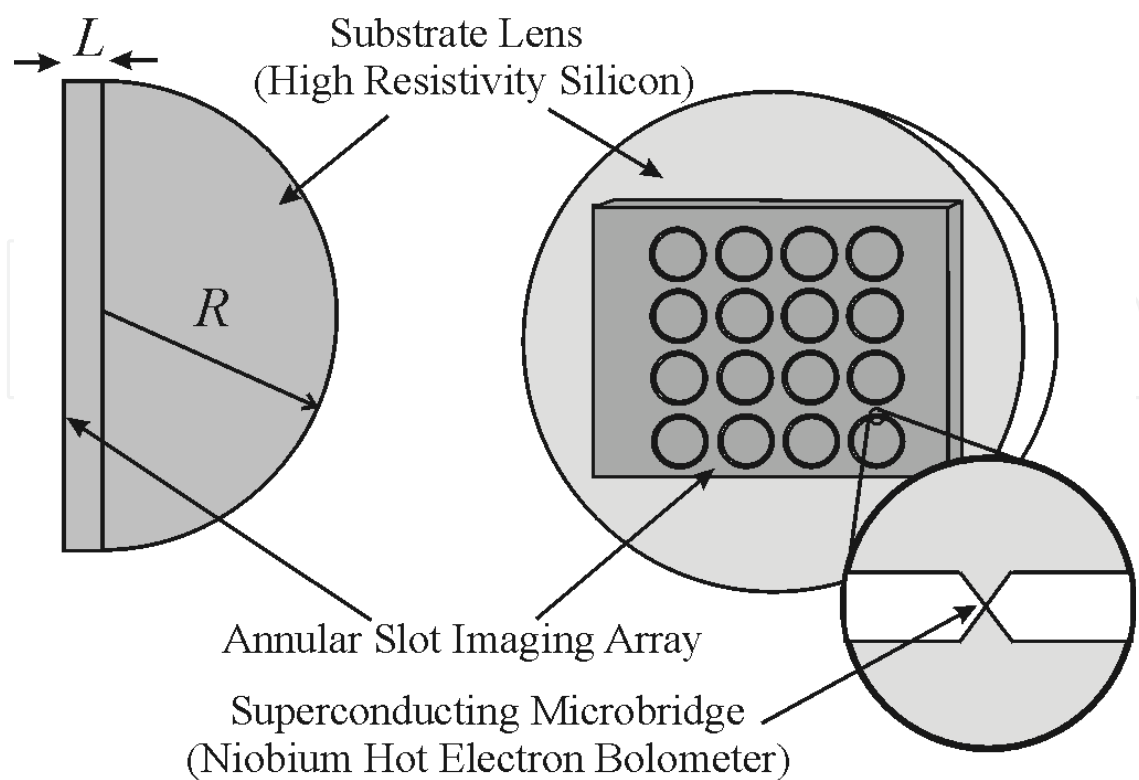 L
Substrate Lens
(High Resistivity Silicon)
R
Annular Slot Imaging Array
Superconducting Microbridge
(Niobium Hot Electron Bolometer)